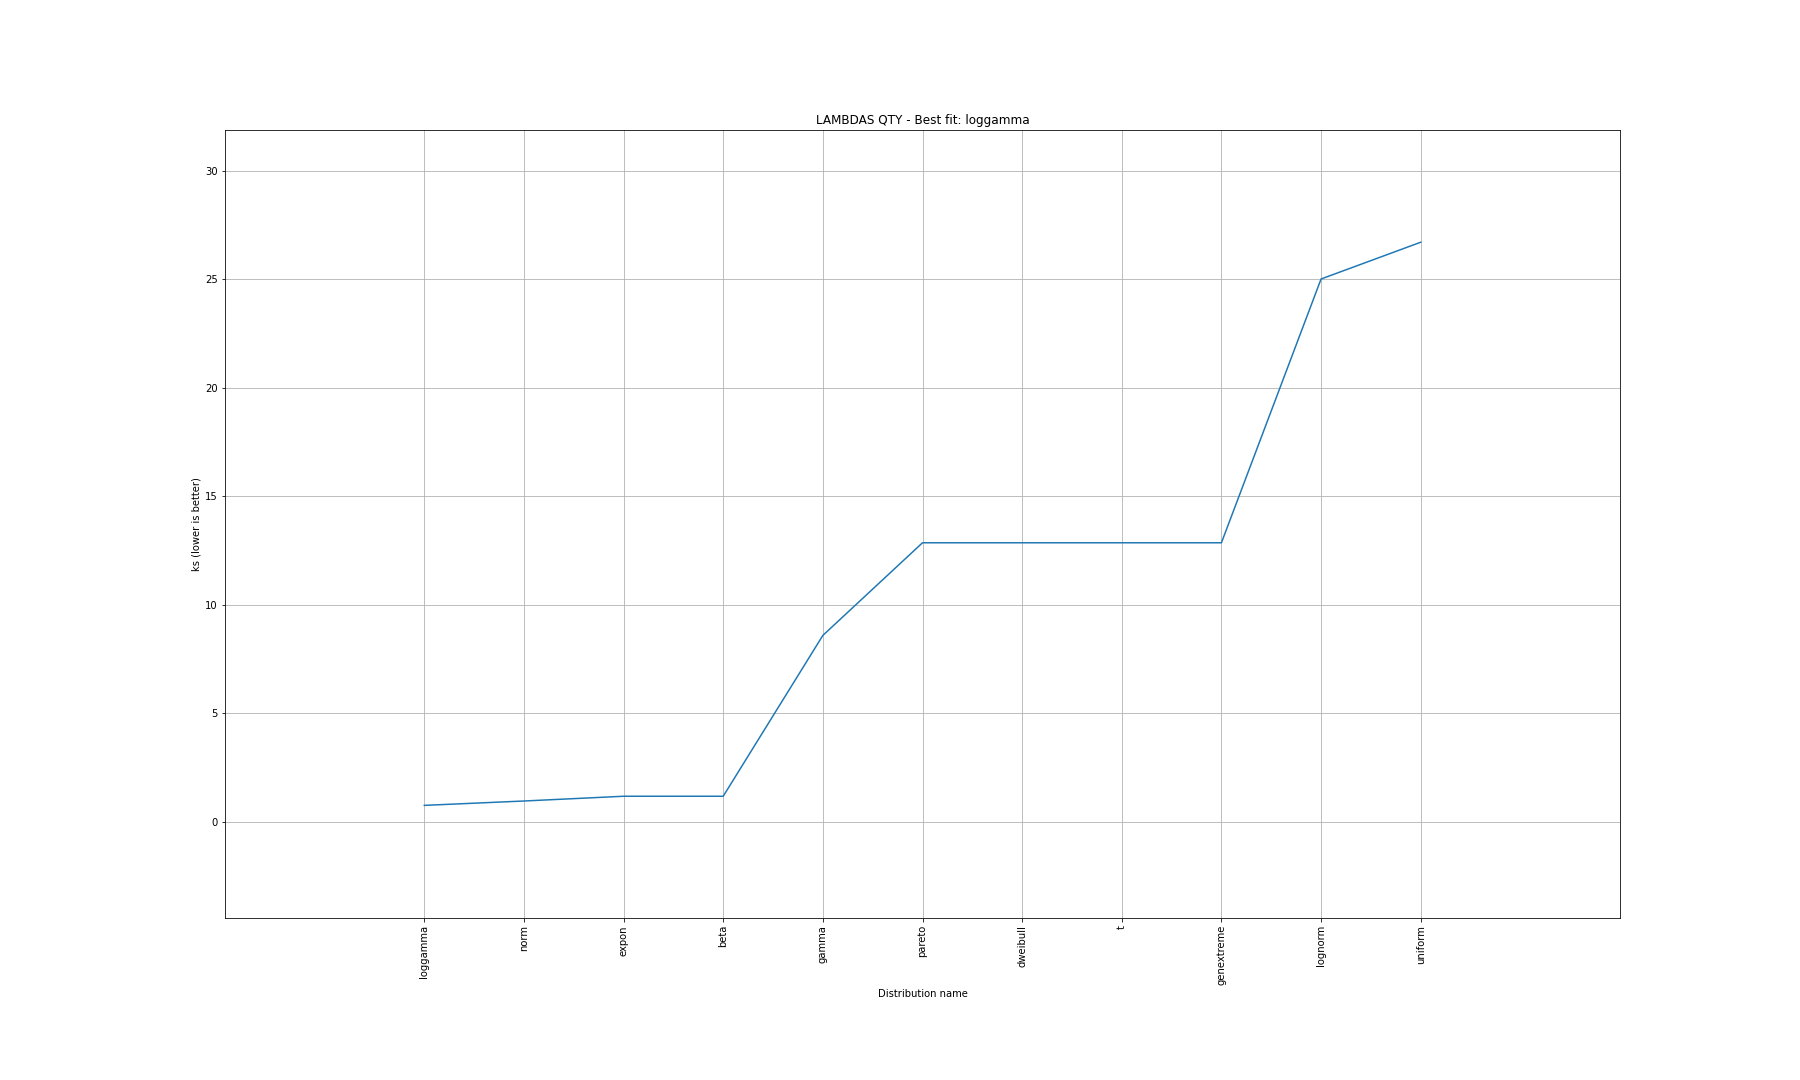 LAMBDAS QTY - Best fit: loggamma
30
25
20
15
10
5
0
ks (lower is better)
loggamma
norm
expon
beta
gamma
pareto
dweibull
t
genextreme
lognorm
uniform
Distribution name